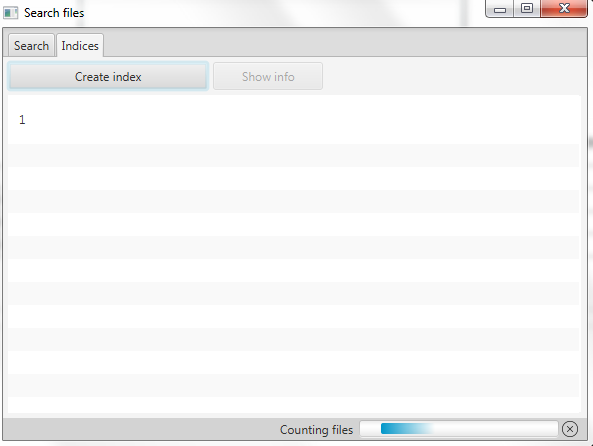 Search files
Search Indices
Create index Show info
1
Counting files